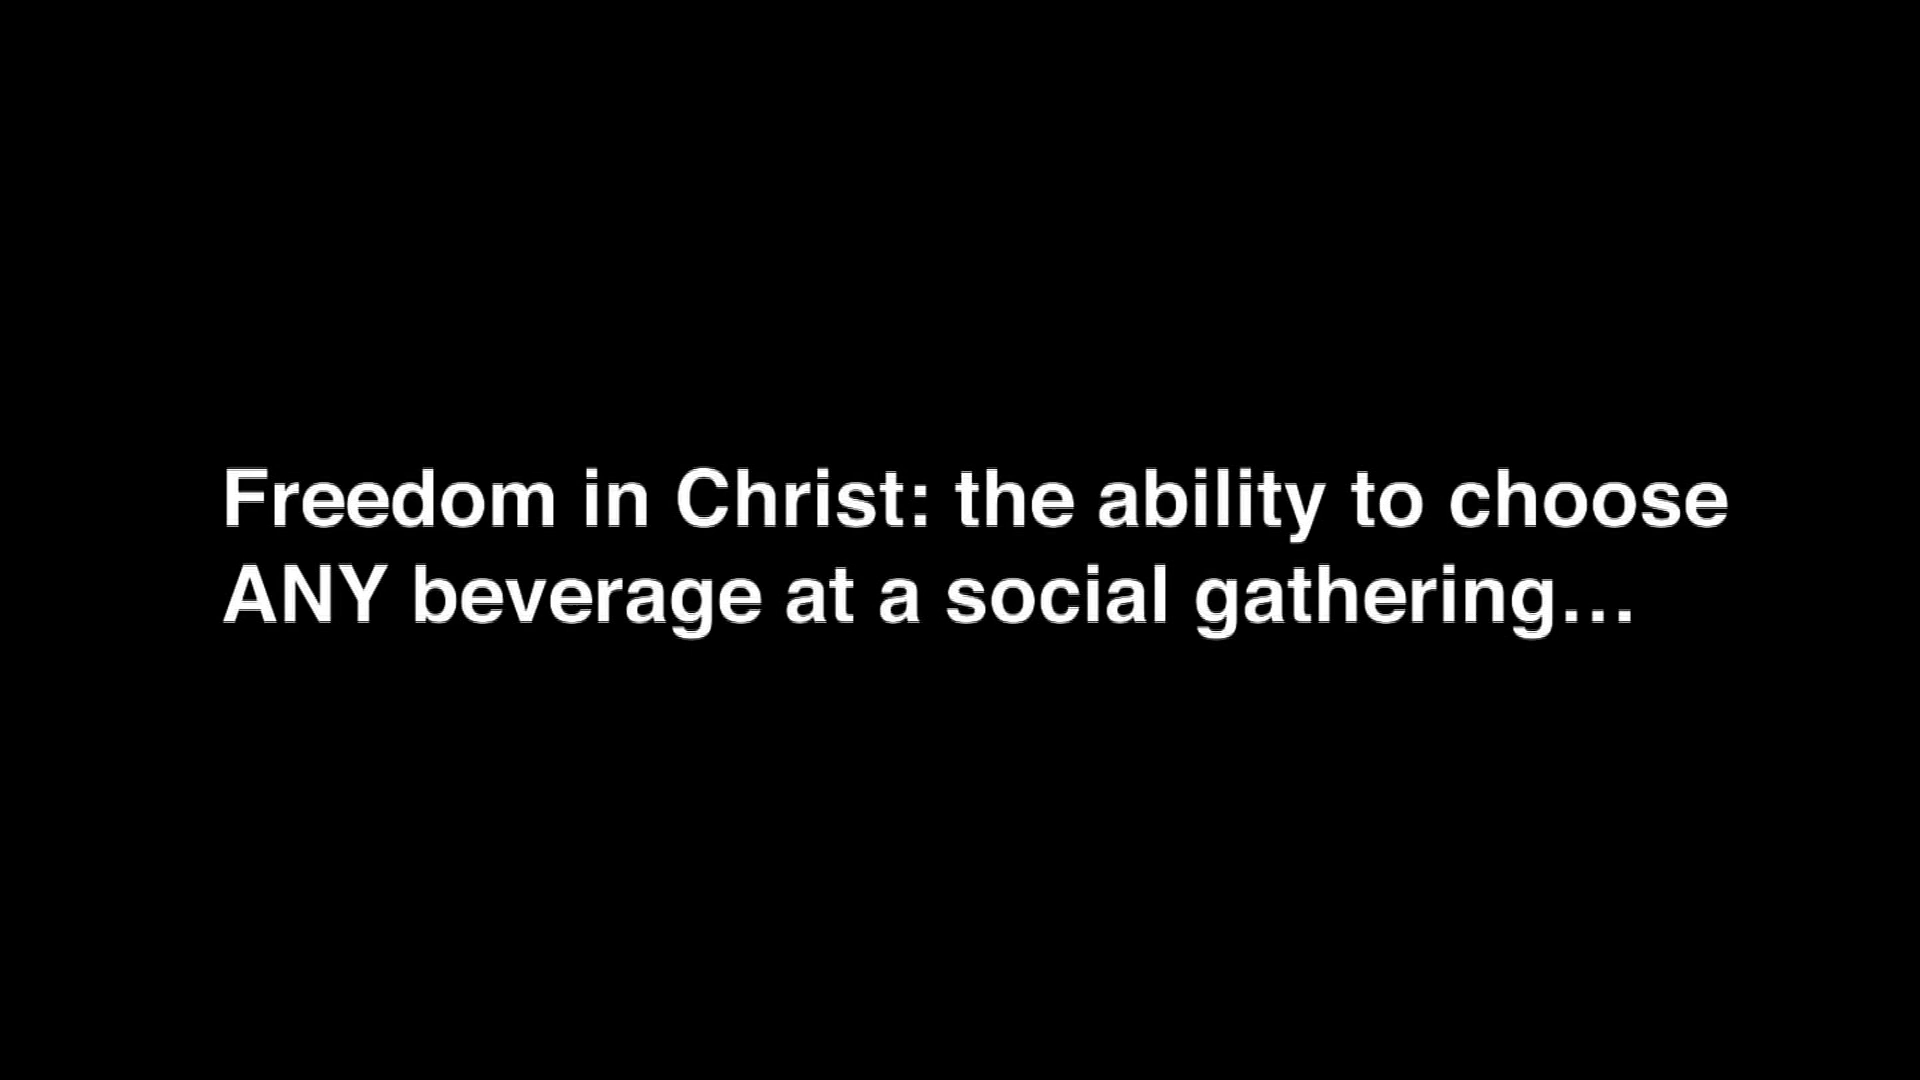 Freedom in Christ: the ability to choose
ANY beverage at a social gathering…